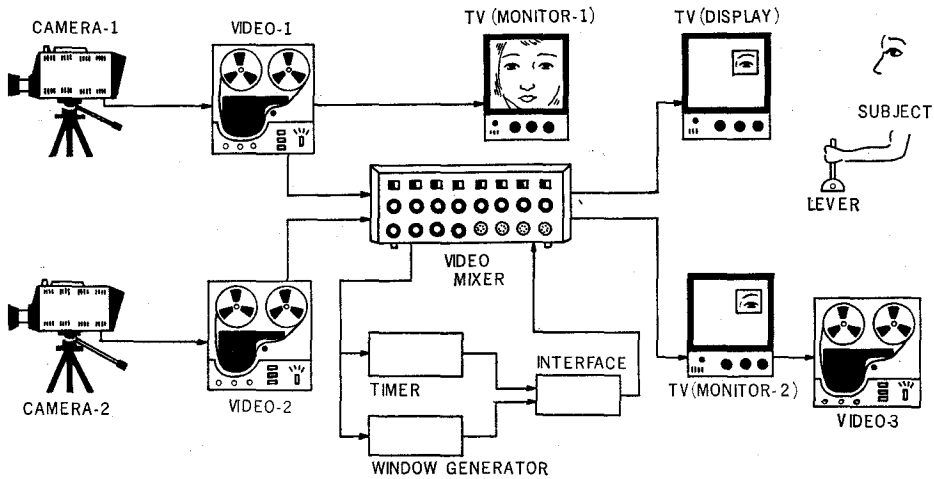 CAMERA-1
VIDEO-1
TV (MONITOR-1)
TV (DISPLAY)
SUBJECT
LEVER
VIDEO
MIXER
CAMERA-2
VIDEO-2
TIMER
INTERFACE
TV(MONITOR-2)
VIDEO-3
WINDOW GENERATOR